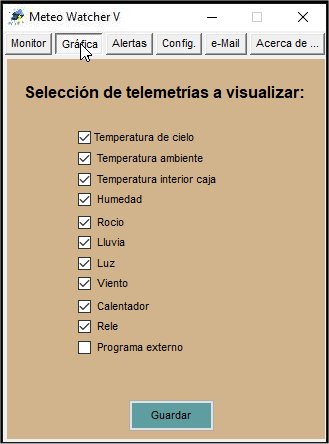 Meteo Watcher V
Monitor Gráfica Alertas Config. e-Mail Acerca de ...
Selección de telemetrías a visualizar:
Temperatura de cielo
Temperatura ambiente
Temperatura interior caja
Humedad
Rocio
Lluvia
Luz
Viento
Calentador
Rele
Programa externo
Guardar